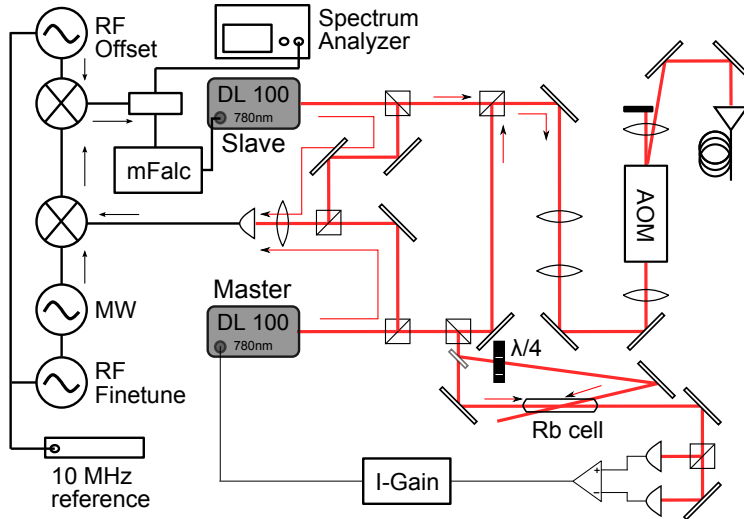 RF
Offset
Spectrum
Analyzer
DL 100
780nm
Slave
mFalc
AOM
MW
Master
DL 100
780nm
λ/4
RF
Finetune
Rb cell
10 MHz
reference
I-Gain
+
−